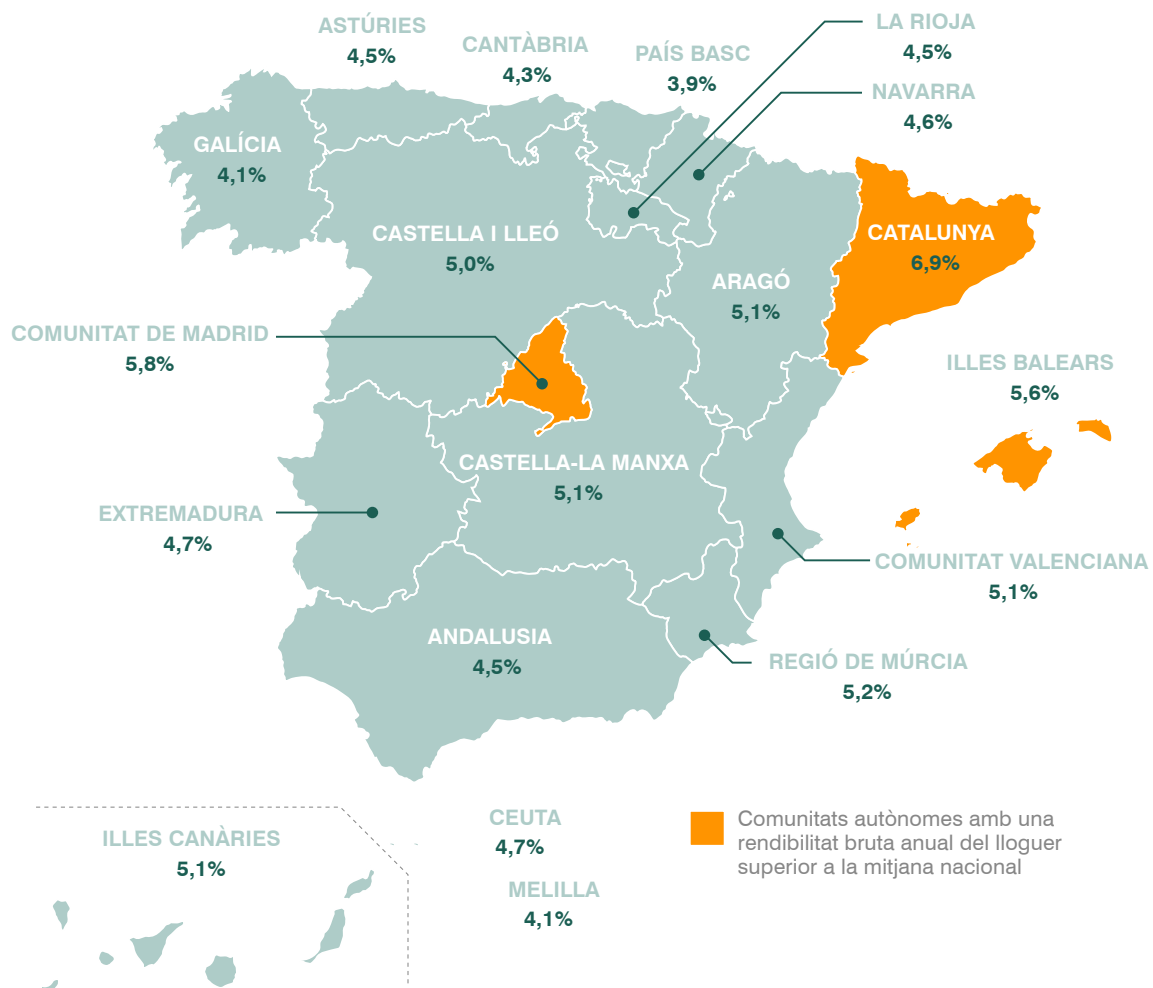 ASTÚRIES
4,5%
CANTÀBRIA
4,3%
PAÍS BASC
3,9%
LA RIOJA
4,5%
NAVARRA
4,6%
GALÍCIA
4,1%
CASTELLA I LLEÓ
5,0%
ARAGÓ
5,1%
CATALUNYA
6,9%
COMUNITAT DE MADRID
5,8%
ILLES BALEARS
5,6%
CASTELLA-LA MANXA
5,1%
EXTREMADURA
4,7%
COMUNITAT VALENCIANA
5,1%
ANDALUSIA
4,5%
REGIÓ DE MÚRCIA
5,2%
ILLES CANÀRIES
5,1%
CEUTA
4,7%
MELILLA
4,1%
Comunitats autònomes amb una
rendibilitat bruta anual del lloguer
superior a la mitjana nacional